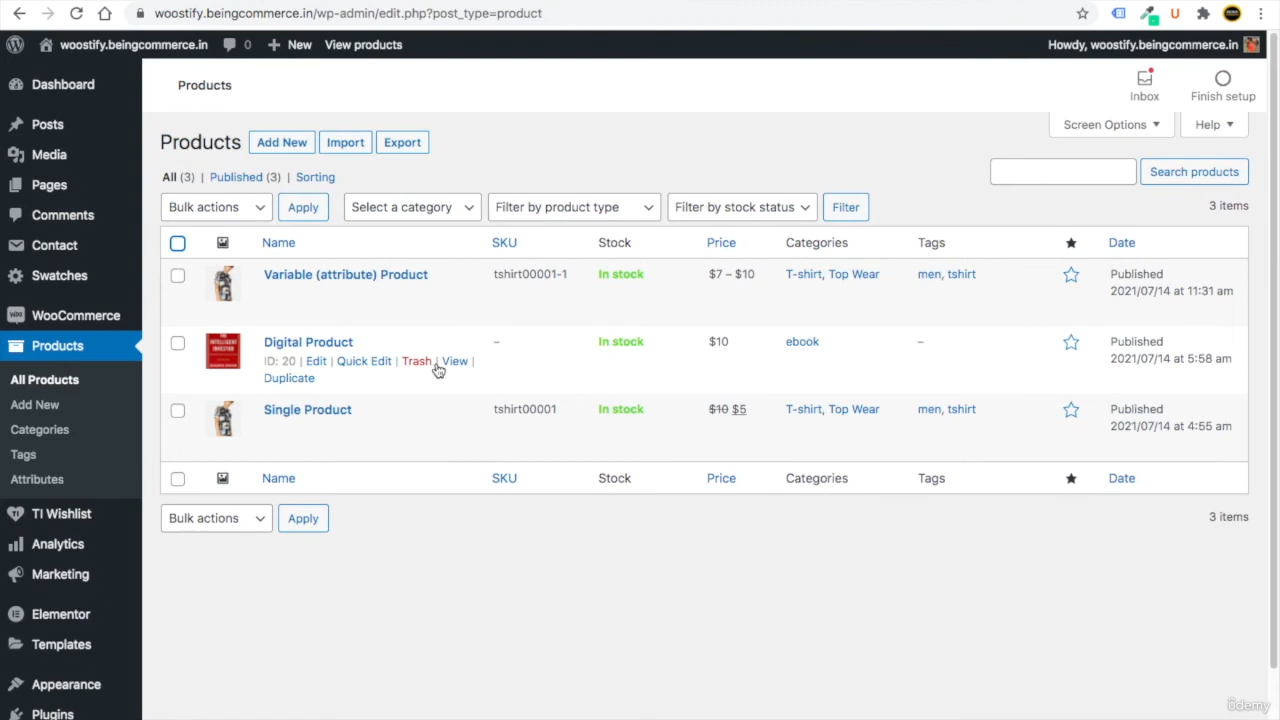 woostify.beingcommerce.in/wp-admin/edit.php?post_type=product
woostify.beingcommerce.in 0 New View products Howdy, woostify.beingcommerce.in
Dashboard
Posts
Media
Pages
Comments
Contact
Swatches
WooCommerce
Products
All Products
Add New
Categories
Tags
Attributes
TI Wishlist
Analytics
Marketing
Elementor
Templates
Appearance
Plugins
Products
Inbox
Finish setup
Screen Options
Help
Products Add New Import Export
All (3) | Published (3) | Sorting
Search products
Bulk actions Apply Select a category Filter by product type Filter by stock status Filter
3 items
Name SKU Stock Price Categories Tags Date
Variable (attribute) Product tshirt00001-1 In stock $7 – $10 T-shirt, Top Wear men, tshirt Published
2021/07/14 at 11:31 am
Digital Product – In stock $10 ebook – Published
ID: 20 | Edit | Quick Edit | Trash | View | 2021/07/14 at 5:58 am
Duplicate
Single Product tshirt00001 In stock $10 $5 T-shirt, Top Wear men, tshirt Published
2021/07/14 at 4:55 am
Name SKU Stock Price Categories Tags Date
Bulk actions Apply
3 items
INTELLIGENT
INVESTOR
ûdemy